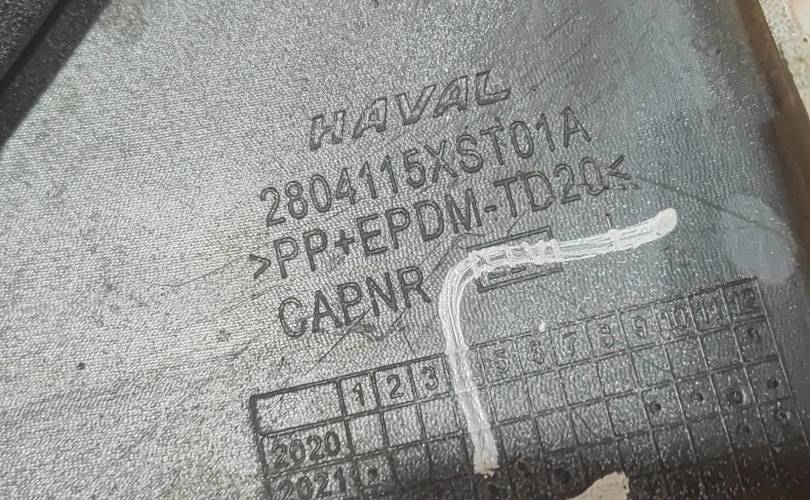 HAVAL
2804115XST01A
>PP+EPDM-TD20<
CAPNR
1 2 3 5 6 7 8 9 10 11 12
2020
2021